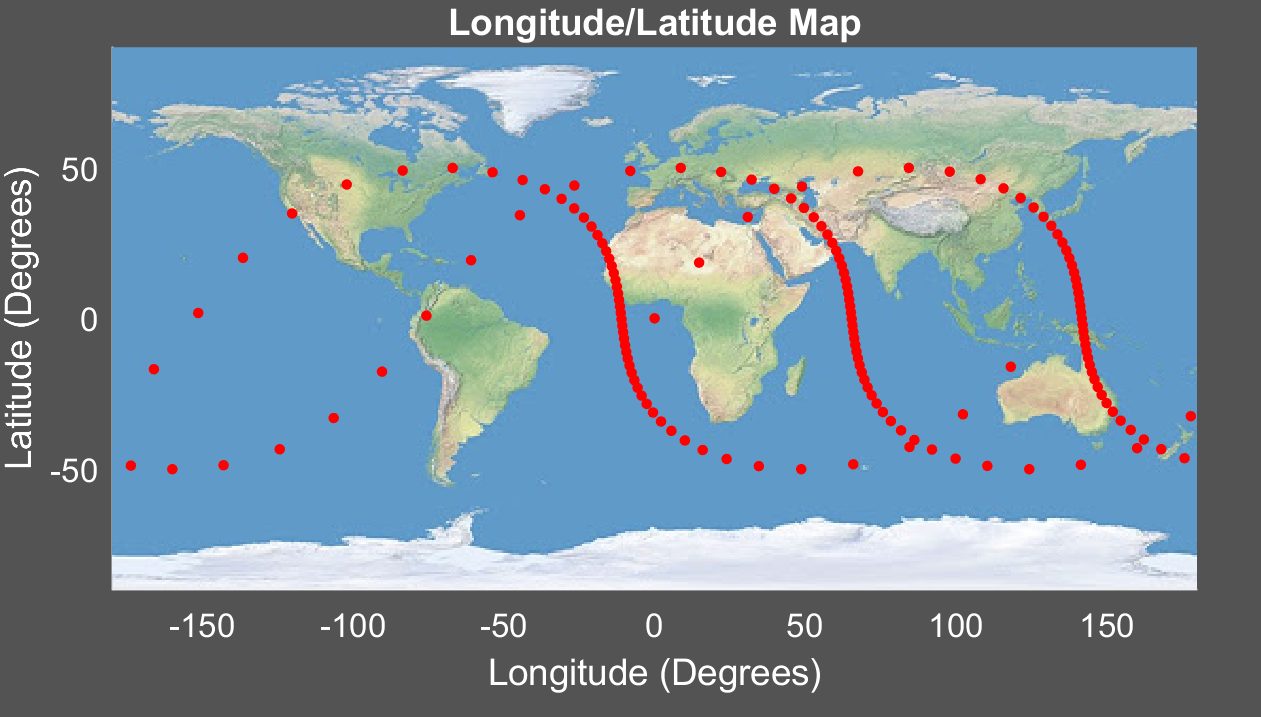 Longitude/Latitude Map
Latitude (Degrees)
50
0
-50
-150 -100 -50 0 50 100 150
Longitude (Degrees)